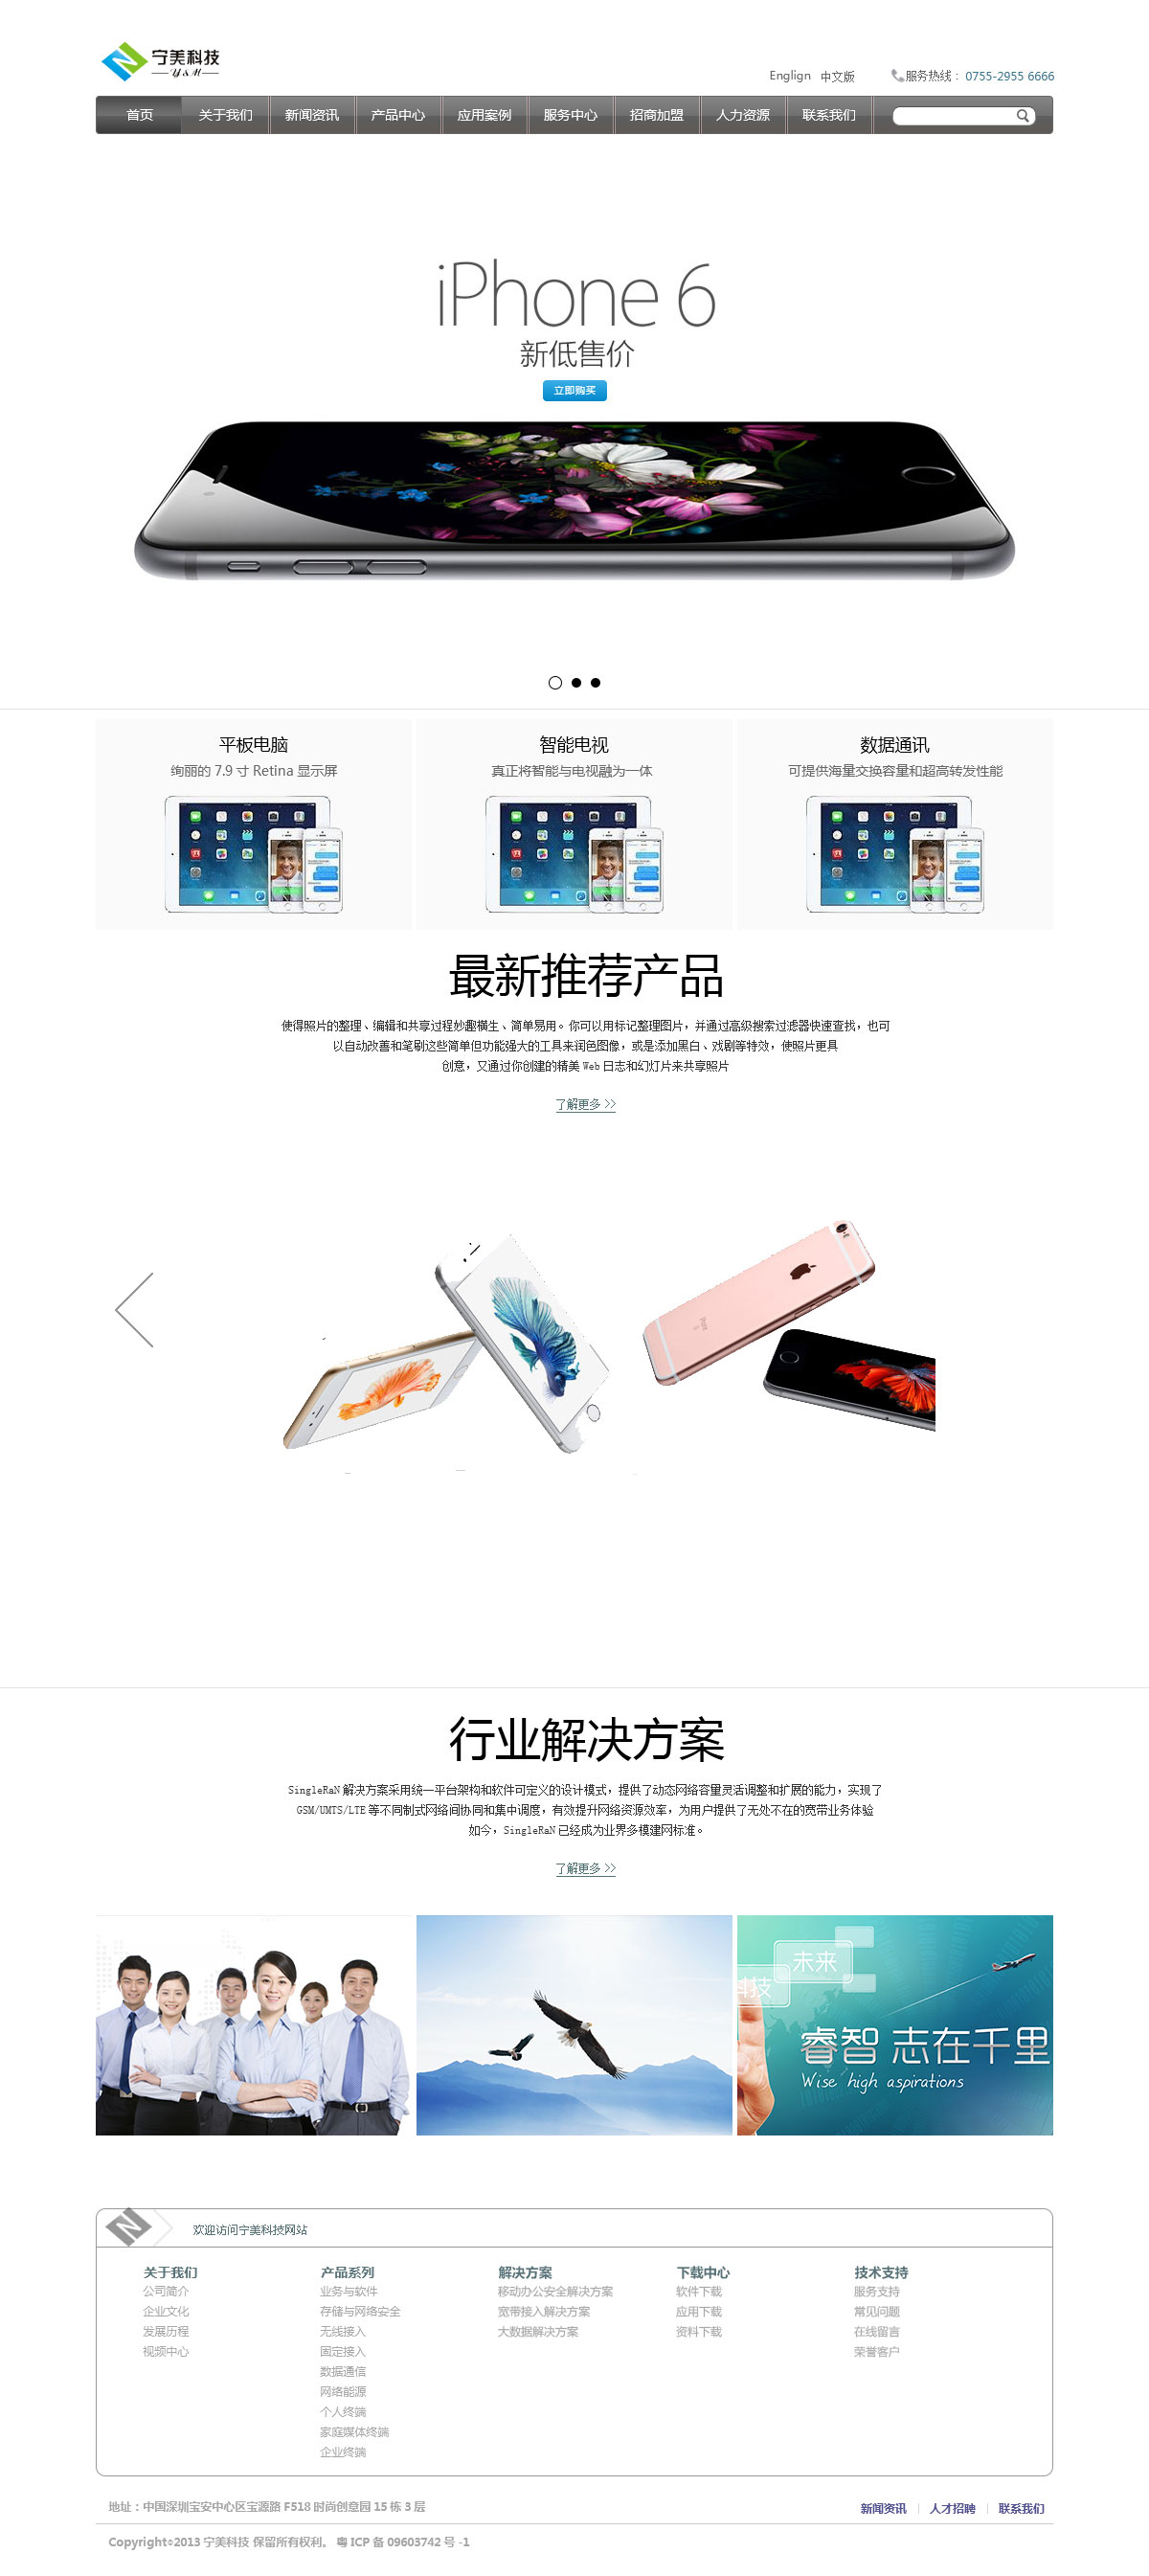 宁美科技
Y&M
Englign 中文版 服务热线： 0755-2955 6666
首页 关于我们 新闻资讯 产品中心 应用案例 服务中心 招商加盟 人力资源 联系我们
iPhone 6
新低售价
立即购买
平板电脑 智能电视 数据通讯
绚丽的 7.9 寸 Retina 显示屏 真正将智能与电视融为一体 可提供海量交换容量和超高转发性能
最新推荐产品
使得照片的整理、编辑和共享过程妙趣横生、简单易用。你可以用标记整理图片，并通过高级搜索过滤器快速查找，也可
以自动改善和笔刷这些简单但功能强大的工具来润色图像，或是添加黑白、戏剧等特效，使照片更具
创意，又通过你创建的精美 Web 日志和幻灯片来共享照片
了解更多 >>
行业解决方案
SingleRaN 解决方案采用统一平台架构和软件可定义的设计模式，提供了动态网络容量灵活调整和扩展的能力，实现了
GSM/UMTS/LTE 等不同制式网络间协同和集中调度，有效提升网络资源效率，为用户提供了无处不在的宽带业务体验
如今，SingleRaN 已经成为业界多模建网标准。
了解更多 >>
未来
科技
睿智 志在千里
Wise high aspirations
欢迎访问宁美科技网站
关于我们 产品系列 解决方案 下载中心 技术支持
公司简介 业务与软件 移动办公安全解决方案 软件下载 服务支持
企业文化 存储与网络安全 宽带接入解决方案 应用下载 常见问题
发展历程 无线接入 大数据解决方案 资料下载 在线留言
视频中心 固定接入 荣誉客户
数据通信
网络能源
个人终端
家庭媒体终端
企业终端
地址：中国深圳宝安中心区宝源路 F518 时尚创意园 15 栋 3 层 新闻资讯 | 人才招聘 | 联系我们
Copyright©2013 宁美科技 保留所有权利。 粤 ICP 备 09603742 号 -1